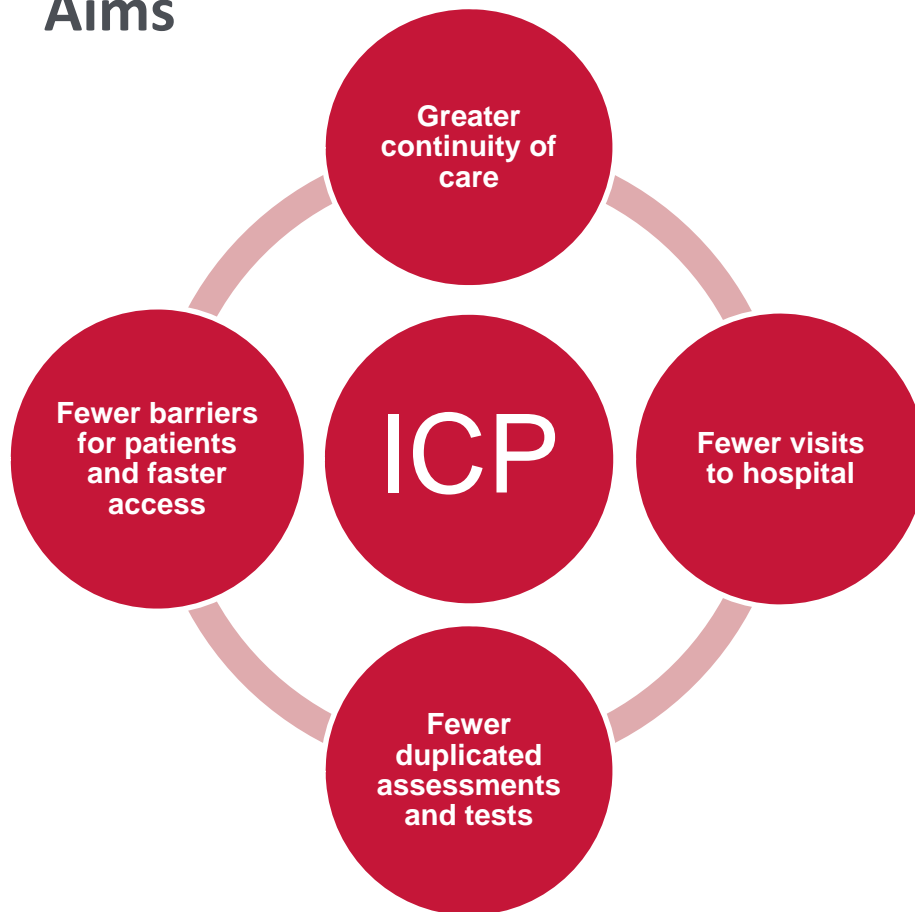 Aims
Greater
continuity of
care
Fewer barriers
for patients
and faster
access
ICP
Fewer visits
to hospital
Fewer
duplicated
assessments
and tests